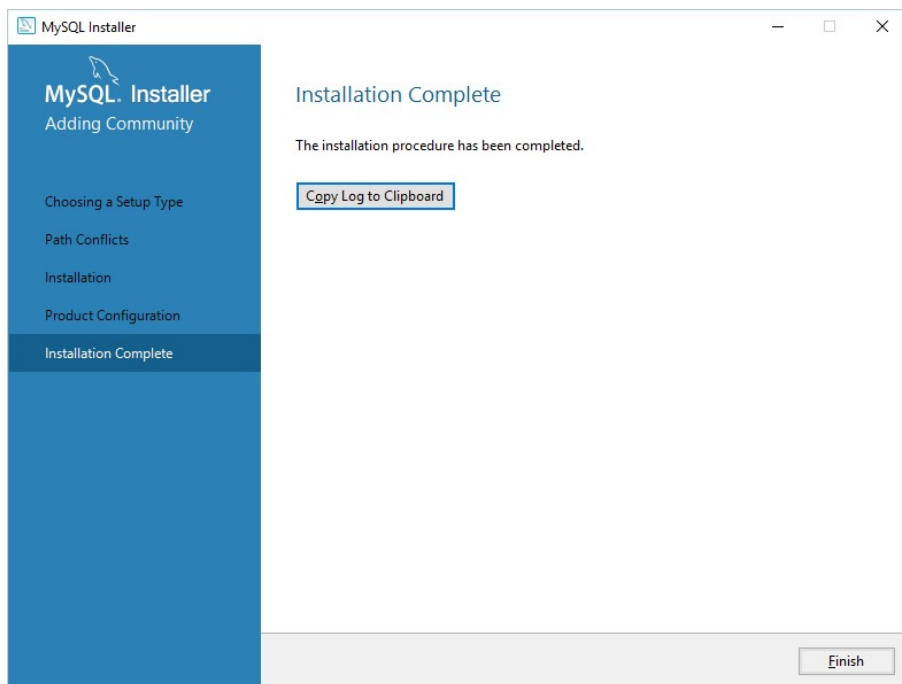 MySQL Installer
MySQL. Installer
Adding Community
Choosing a Setup Type
Path Conflicts
Installation
Product Configuration
Installation Complete
Installation Complete
The installation procedure has been completed.
Copy Log to Clipboard
Finish